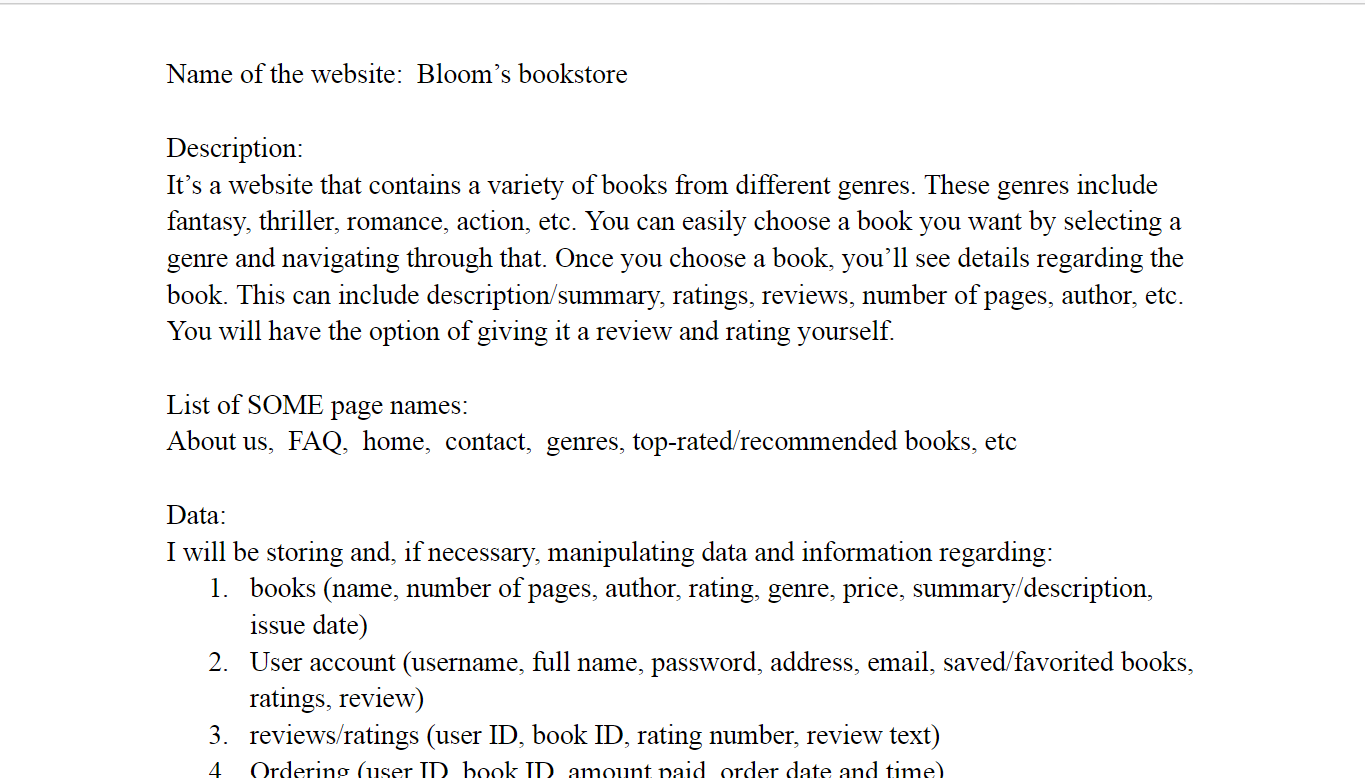 Name of the website:  Bloom’s bookstore
Description:
It’s a website that contains a variety of books from different genres. These genres include
fantasy, thriller, romance, action, etc. You can easily choose a book you want by selecting a
genre and navigating through that. Once you choose a book, you’ll see details regarding the
book. This can include description/summary, ratings, reviews, number of pages, author, etc.
You will have the option of giving it a review and rating yourself.
List of SOME page names:
About us,  FAQ,  home,  contact,  genres, top-rated/recommended books, etc
Data:
I will be storing and, if necessary, manipulating data and information regarding:
1. books (name, number of pages, author, rating, genre, price, summary/description,
issue date)
2. User account (username, full name, password, address, email, saved/favorited books,
ratings, review)
3. reviews/ratings (user ID, book ID, rating number, review text)
4. Ordering (user ID, book ID, amount paid, order date and time)